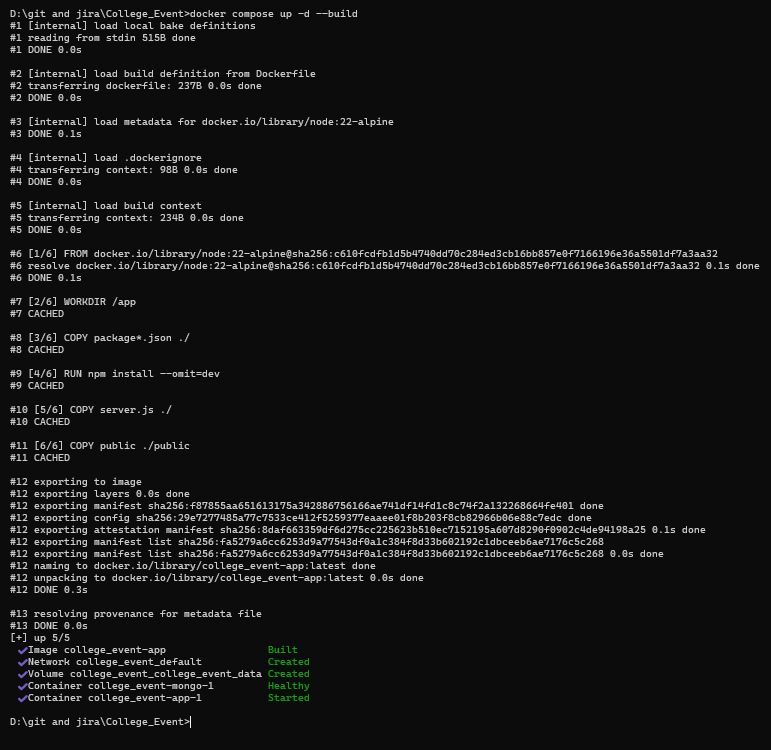 D:\git and jira\College_Event>docker compose up -d --build
#1 [internal] load local bake definitions
#1 reading from stdin 515B done
#1 DONE 0.0s
#2 [internal] load build definition from Dockerfile
#2 transferring dockerfile: 237B 0.0s done
#2 DONE 0.0s
#3 [internal] load metadata for docker.io/library/node:22-alpine
#3 DONE 0.1s
#4 [internal] load .dockerignore
#4 transferring context: 98B 0.0s done
#4 DONE 0.0s
#5 [internal] load build context
#5 transferring context: 234B 0.0s done
#5 DONE 0.0s
#6 [1/6] FROM docker.io/library/node:22-alpine@sha256:c610fcdfb1d5b4740dd70c284ed3cb16bb857e0f7166196e36a5501df7a3aa32
#6 resolve docker.io/library/node:22-alpine@sha256:c610fcdfb1d5b4740dd70c284ed3cb16bb857e0f7166196e36a5501df7a3aa32 0.1s done
#6 DONE 0.1s
#7 [2/6] WORKDIR /app
#7 CACHED
#8 [3/6] COPY package*.json ./
#8 CACHED
#9 [4/6] RUN npm install --omit=dev
#9 CACHED
#10 [5/6] COPY server.js ./
#10 CACHED
#11 [6/6] COPY public ./public
#11 CACHED
#12 exporting to image
#12 exporting layers 0.0s done
#12 exporting manifest sha256:f87855aa651613175a342886756166ae741df14fd1c8c74f2a132268664fe401 done
#12 exporting config sha256:29e7277485a77c7533ce412f5259377eaaee01f8b203f8cb82966b06e88c7edc done
#12 exporting attestation manifest sha256:8daf663359df6d275cc225623b510ec7152195a607d8290f0902c4de94198a25 0.1s done
#12 exporting manifest list sha256:fa5279a6cc6253d9a77543df0a1c384f8d33b602192c1dbceeb6ae7176c5c268
#12 exporting manifest list sha256:fa5279a6cc6253d9a77543df0a1c384f8d33b602192c1dbceeb6ae7176c5c268 0.0s done
#12 naming to docker.io/library/college_event-app:latest done
#12 unpacking to docker.io/library/college_event-app:latest 0.0s done
#12 DONE 0.3s
#13 resolving provenance for metadata file
#13 DONE 0.0s
[+] up 5/5
✔Image college_event-app Built
✔Network college_event_default Created
✔Volume college_event_college_event_data Created
✔Container college_event-mongo-1 Healthy
✔Container college_event-app-1 Started
D:\git and jira\College_Event>